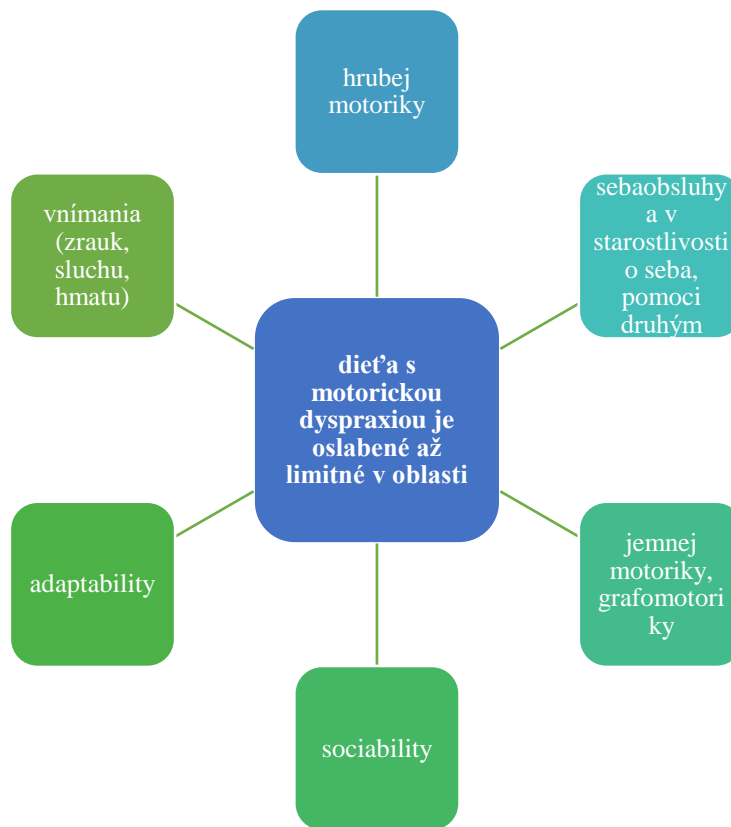 hrubej
motoriky
sebaobsluhy
a v
starostlivosti
o seba,
pomoci
druhým
jemnej
motoriky,
grafomotori
ky
sociability
adaptability
vnímania
(zrauk,
sluchu,
hmatu)
dieťa s
motorickou
dyspraxiou je
oslabené až
limitné v oblasti